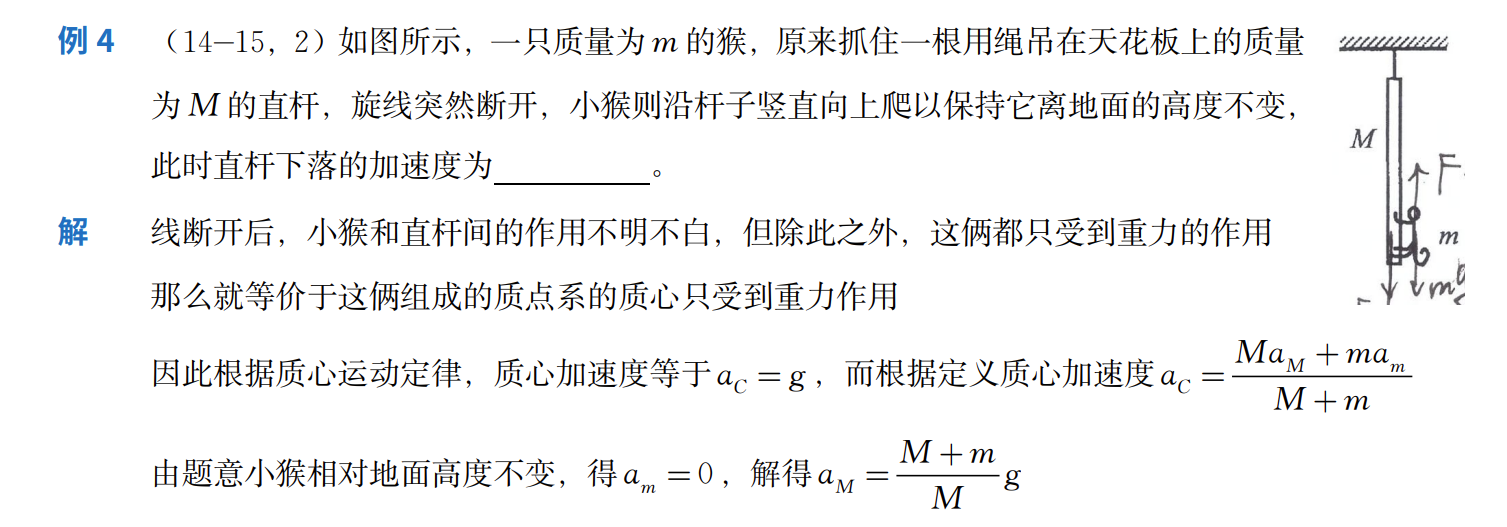 例 4 （14—15，2）如图所示，一只质量为 m 的猴，原来抓住一根用绳吊在天花板上的质量
为 M 的直杆，旋线突然断开，小猴则沿杆子竖直向上爬以保持它离地面的高度不变，
此时直杆下落的加速度为__________。
M
F
m
m
解 线断开后，小猴和直杆间的作用不明不白，但除此之外，这俩都只受到重力的作用
那么就等价于这俩组成的质点系的质心只受到重力作用
因此根据质心运动定律，质心加速度等于 a_C = g ，而根据定义质心加速度 a_C = \frac{Ma_M + ma_m}{M + m}
由题意小猴相对地面高度不变，得 a_m = 0 ，解得 a_M = \frac{M + m}{M} g